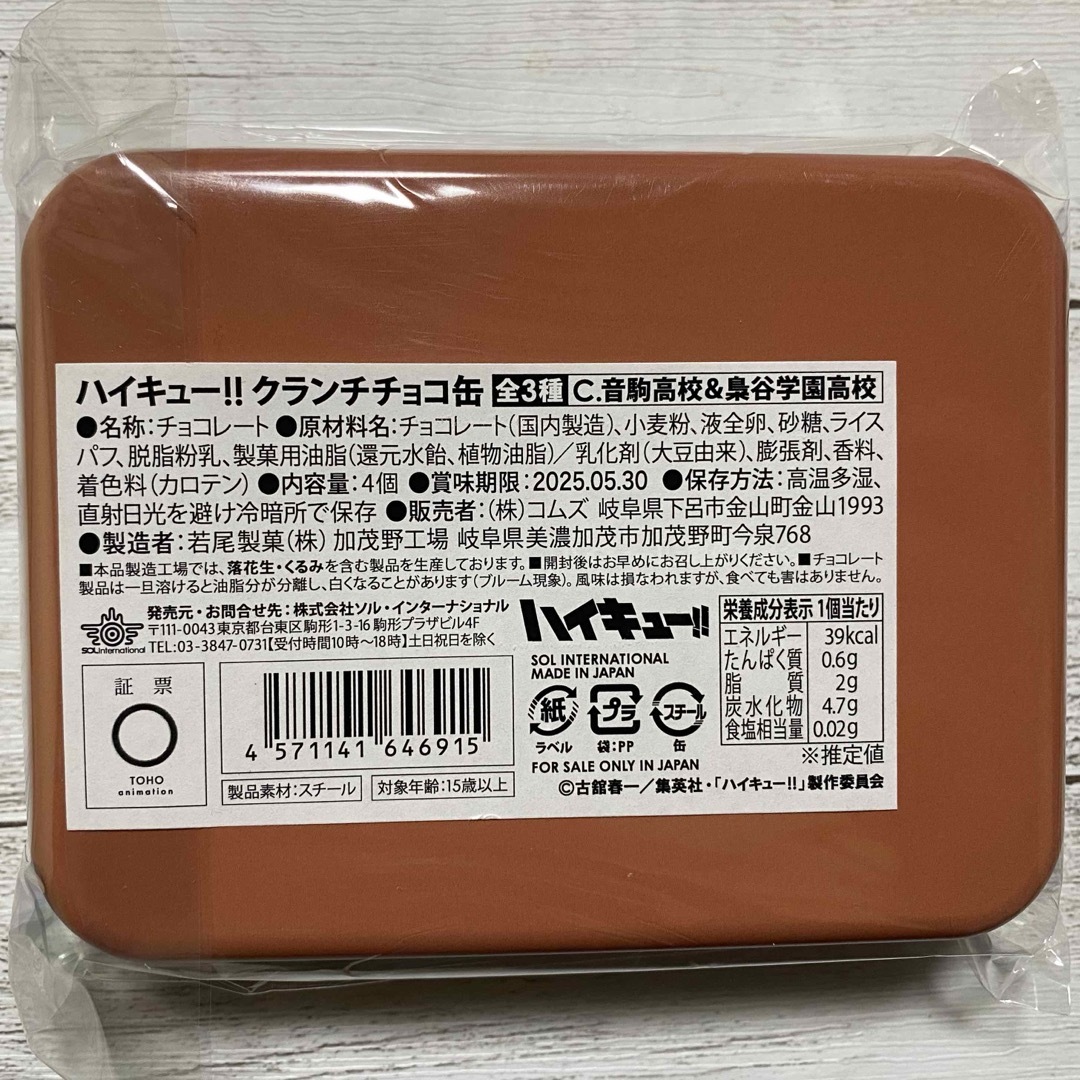 ハイキュー!! クランチチョコ缶 全3種 C.音駒高校&梟谷学園高校
●名称:チョコレート ●原材料名:チョコレート(国内製造)、小麦粉、液全卵、砂糖、ライス
パフ、脱脂粉乳、製菓用油脂(還元水飴、植物油脂)／乳化剤(大豆由来)、膨張剤、香料、
着色料(カロテン) ●内容量:4個 ●賞味期限:2025.05.30 ●保存方法:高温多湿、
直射日光を避け冷暗所で保存 ●販売者:(株)コムズ 岐阜県下呂市金山町金山1993
●製造者:若尾製菓(株) 加茂野工場 岐阜県美濃加茂市加茂野町今泉768
■本品製造工場では、落花生・くるみを含む製品を生産しております。■開封後はお早めにお召し上がりください。■チョコレート
製品は一旦溶けると油脂分が分離し、白くなることがあります(ブルーム現象)。風味は損なわれますが、食べても害はありません。
SOLinternational
発売元・お問合せ先:株式会社ソル・インターナショナル
〒111-0043 東京都台東区駒形1-3-16 駒形プラザビル4F
TEL:03-3847-0731【受付時間10時〜18時】土日祝日を除く
証票
TOHO
animation
4 571141 646915
製品素材:スチール
対象年齢:15歳以上
ハイキュー!!
SOL INTERNATIONAL
MADE IN JAPAN
紙 プラ スチール
ラベル 袋:PP 缶
FOR SALE ONLY IN JAPAN
栄養成分表示 1個当たり
エネルギー 39kcal
たんぱく質 0.6g
脂質 2g
炭水化物 4.7g
食塩相当量 0.02g
※推定値
©古舘春一／集英社・「ハイキュー!!」製作委員会